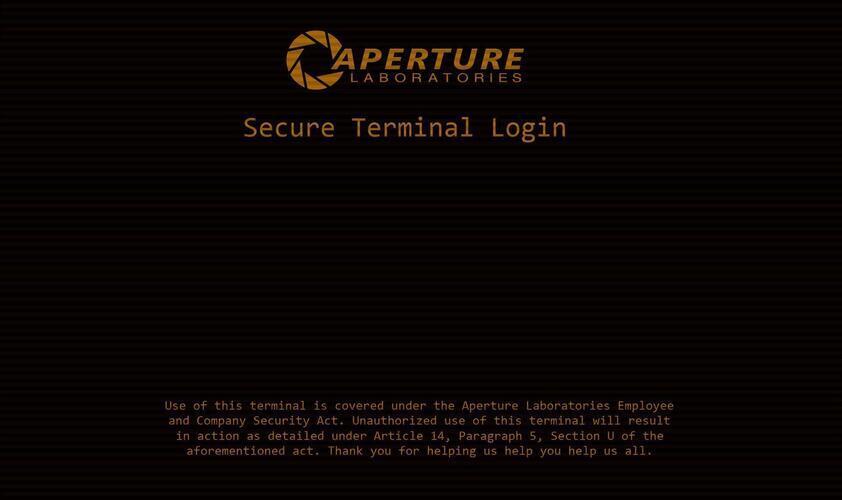 APERTURE
LABORATORIES
Secure Terminal Login
Use of this terminal is covered under the Aperture Laboratories Employee
and Company Security Act. Unauthorized use of this terminal will result
in action as detailed under Article 14, Paragraph 5, Section U of the
aforementioned act. Thank you for helping us help you help us all.